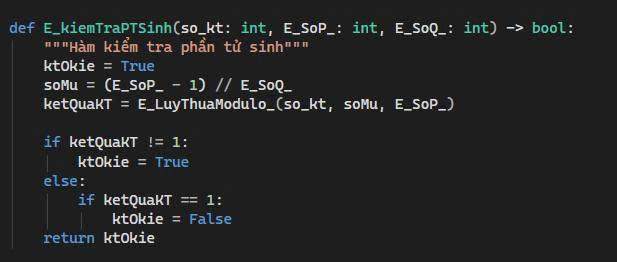 def E_kiemTraPTSinh(so_kt: int, E_SoP_: int, E_SoQ_: int) -> bool:
    """Hàm kiểm tra phần tử sinh"""
    ktOkie = True
    soMu = (E_SoP_ - 1) // E_SoQ_
    ketQuaKT = E_LuyThuaModulo_(so_kt, soMu, E_SoP_)

    if ketQuaKT != 1:
        ktOkie = True
    else:
        if ketQuaKT == 1:
            ktOkie = False
    return ktOkie